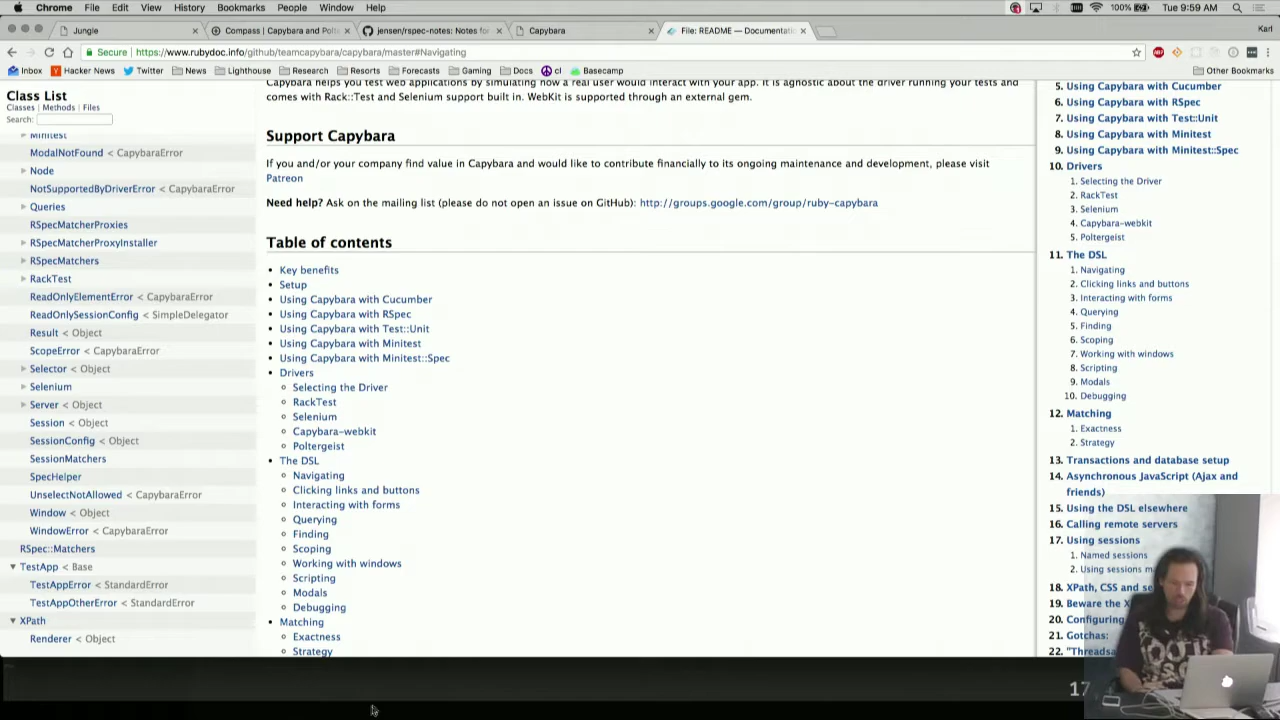 Chrome File Edit View History Bookmarks People Window Help 100% Tue 9:59 AM
Jungle Compass | Capybara and Pol jensen/rspec-notes: Notes for Capybara File: README — Documentati Karl
Secure https://www.rubydoc.info/github/teamcapybara/capybara/master#Navigating
Inbox Hacker News Twitter News Lighthouse Research Resorts Forecasts Gaming Docs cl Basecamp Other Bookmarks
Class List
Classes | Methods | Files
Search:
Minitest
ModalNotFound < CapybaraError
Node
NotSupportedByDriverError < CapybaraError
Queries
RSpecMatcherProxies
RSpecMatcherProxyInstaller
RSpecMatchers
RackTest
ReadOnlyElementError < CapybaraError
ReadOnlySessionConfig < SimpleDelegator
Result < Object
ScopeError < CapybaraError
Selector < Object
Selenium
Server < Object
Session < Object
SessionConfig < Object
SessionMatchers
SpecHelper
UnselectNotAllowed < CapybaraError
Window < Object
WindowError < CapybaraError
RSpec::Matchers
TestApp < Base
TestAppError < StandardError
TestAppOtherError < StandardError
XPath
Renderer < Object
Capybara helps you test web applications by simulating how a real user would interact with your app. It is agnostic about the driver running your tests and
comes with Rack::Test and Selenium support built in. WebKit is supported through an external gem.
Support Capybara
If you and/or your company find value in Capybara and would like to contribute financially to its ongoing maintenance and development, please visit
Patreon
Need help? Ask on the mailing list (please do not open an issue on GitHub): http://groups.google.com/group/ruby-capybara
Table of contents
Key benefits
Setup
Using Capybara with Cucumber
Using Capybara with RSpec
Using Capybara with Test::Unit
Using Capybara with Minitest
Using Capybara with Minitest::Spec
Drivers
Selecting the Driver
RackTest
Selenium
Capybara-webkit
Poltergeist
The DSL
Navigating
Clicking links and buttons
Interacting with forms
Querying
Finding
Scoping
Working with windows
Scripting
Modals
Debugging
Matching
Exactness
Strategy
5. Using Capybara with Cucumber
6. Using Capybara with RSpec
7. Using Capybara with Test::Unit
8. Using Capybara with Minitest
9. Using Capybara with Minitest::Spec
10. Drivers
1. Selecting the Driver
2. RackTest
3. Selenium
4. Capybara-webkit
5. Poltergeist
11. The DSL
1. Navigating
2. Clicking links and buttons
3. Interacting with forms
4. Querying
5. Finding
6. Scoping
7. Working with windows
8. Scripting
9. Modals
10. Debugging
12. Matching
1. Exactness
2. Strategy
13. Transactions and database setup
14. Asynchronous JavaScript (Ajax and
friends)
15. Using the DSL elsewhere
16. Calling remote servers
17. Using sessions
1. Named sessions
2. Using sessions m
18. XPath, CSS and se
19. Beware the X
20. Configuring
21. Gotchas:
22. "Threadsa
17